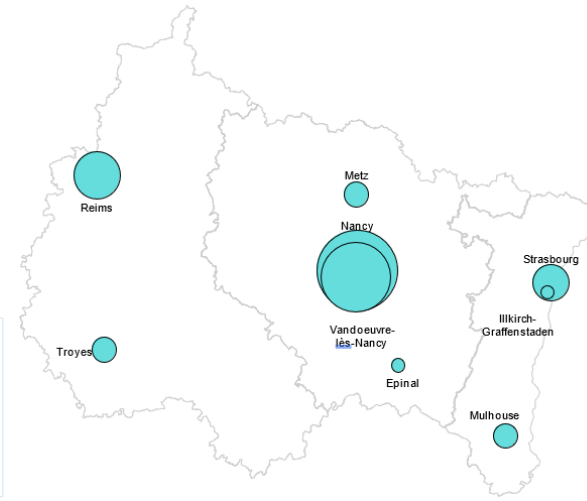 Metz
Reims
Nancy
Strasbourg
Vandoeuvre-
lès-Nancy
Illkirch-
Graffenstaden
Troyes
Epinal
Mulhouse